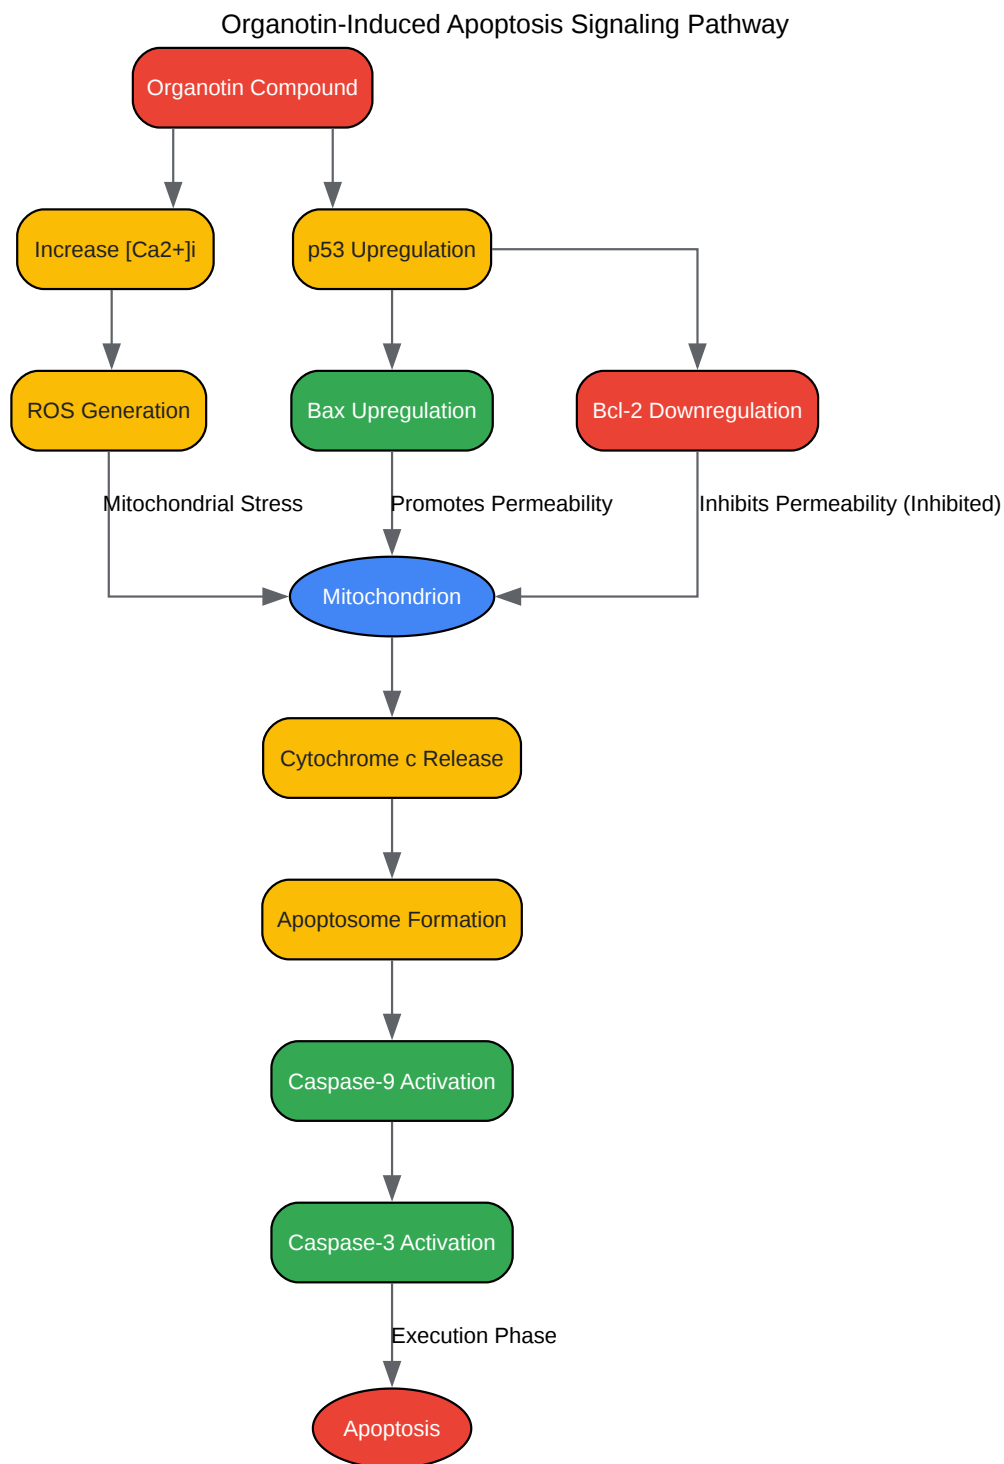 Organotin-Induced Apoptosis Signaling Pathway
Organotin Compound
Increase [Ca2+]i
p53 Upregulation
ROS Generation
Bax Upregulation
Bcl-2 Downregulation
Mitochondrial Stress
Promotes Permeability
Inhibits Permeability (Inhibited)
Mitochondrion
Cytochrome c Release
Apoptosome Formation
Caspase-9 Activation
Caspase-3 Activation
Execution Phase
Apoptosis